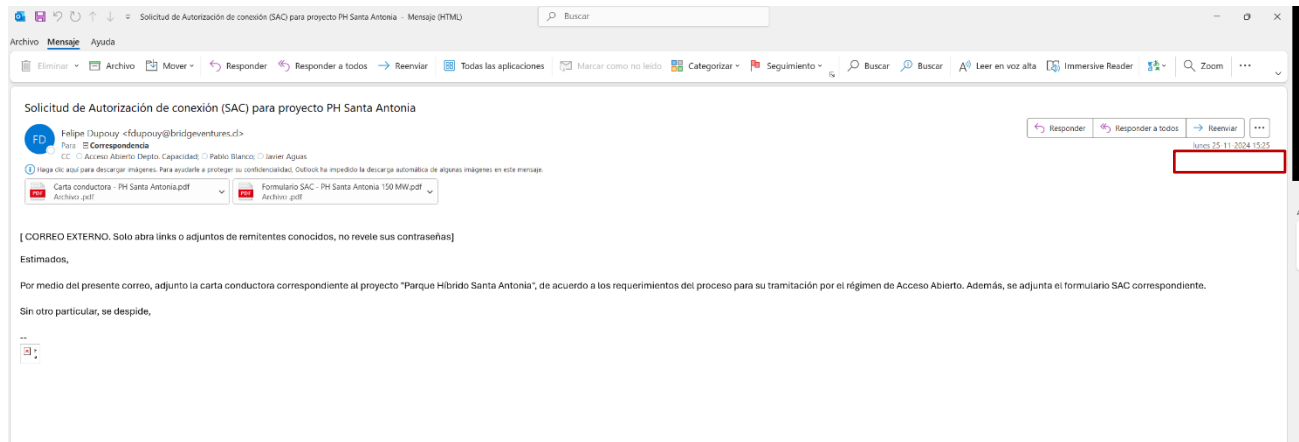 Solicitud de Autorización de conexión (SAC) para proyecto PH Santa Antonia - Mensaje (HTML)
Buscar
Archivo Mensaje Ayuda
Eliminar Archivo Mover Responder Responder a todos Reenviar Todas las aplicaciones Marcar como no leído Categorizar Seguimiento Buscar Buscar Leer en voz alta Immersive Reader Zoom
Solicitud de Autorización de conexión (SAC) para proyecto PH Santa Antonia
FD
Felipe Dupouy <fdupouy@bridgeventures.cl>
Para Correspondencia
CC Acceso Abierto Depto. Capacidad; Pablo Blanco; Javier Aguas
Responder Responder a todos Reenviar
lunes 25-11-2024 15:25
Haga clic aquí para descargar imágenes. Para ayudarle a proteger su confidencialidad, Outlook ha impedido la descarga automática de algunas imágenes en este mensaje.
PDF Carta conductora - PH Santa Antonia.pdf
Archivo .pdf
PDF Formulario SAC - PH Santa Antonia 150 MW.pdf
Archivo .pdf
[ CORREO EXTERNO. Solo abra links o adjuntos de remitentes conocidos, no revele sus contraseñas]
Estimados,
Por medio del presente correo, adjunto la carta conductora correspondiente al proyecto "Parque Híbrido Santa Antonia", de acuerdo a los requerimientos del proceso para su tramitación por el régimen de Acceso Abierto. Además, se adjunta el formulario SAC correspondiente.
Sin otro particular, se despide,
--